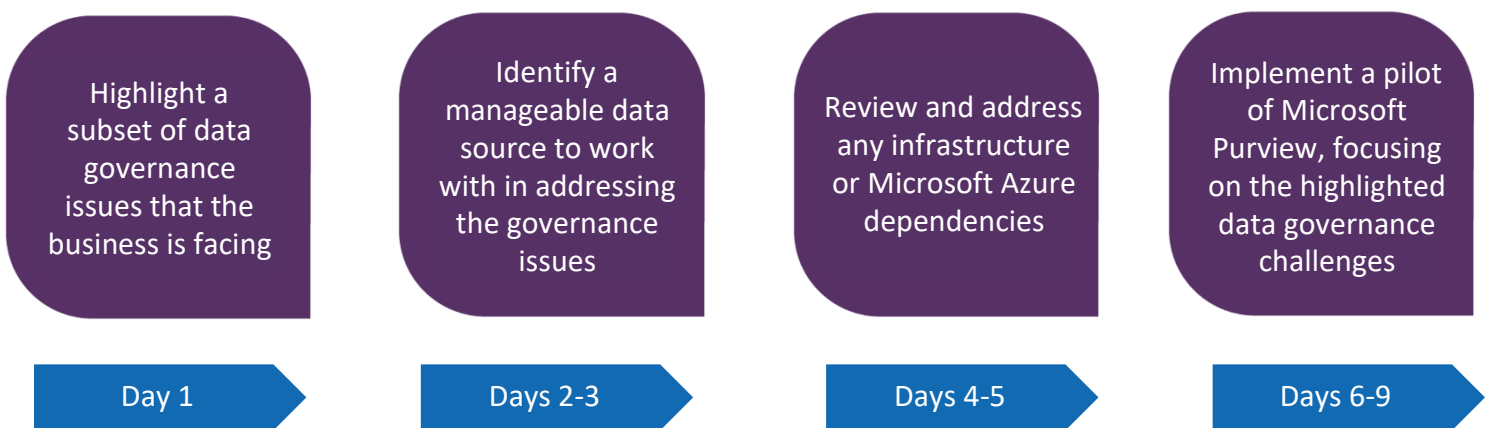 Highlight a
subset of data
governance
issues that the
business is facing
Identify a
manageable data
source to work
with in addressing
the governance
issues
Review and address
any infrastructure
or Microsoft Azure
dependencies
Implement a pilot
of Microsoft
Purview, focusing
on the highlighted
data governance
challenges
Day 1
Days 2-3
Days 4-5
Days 6-9